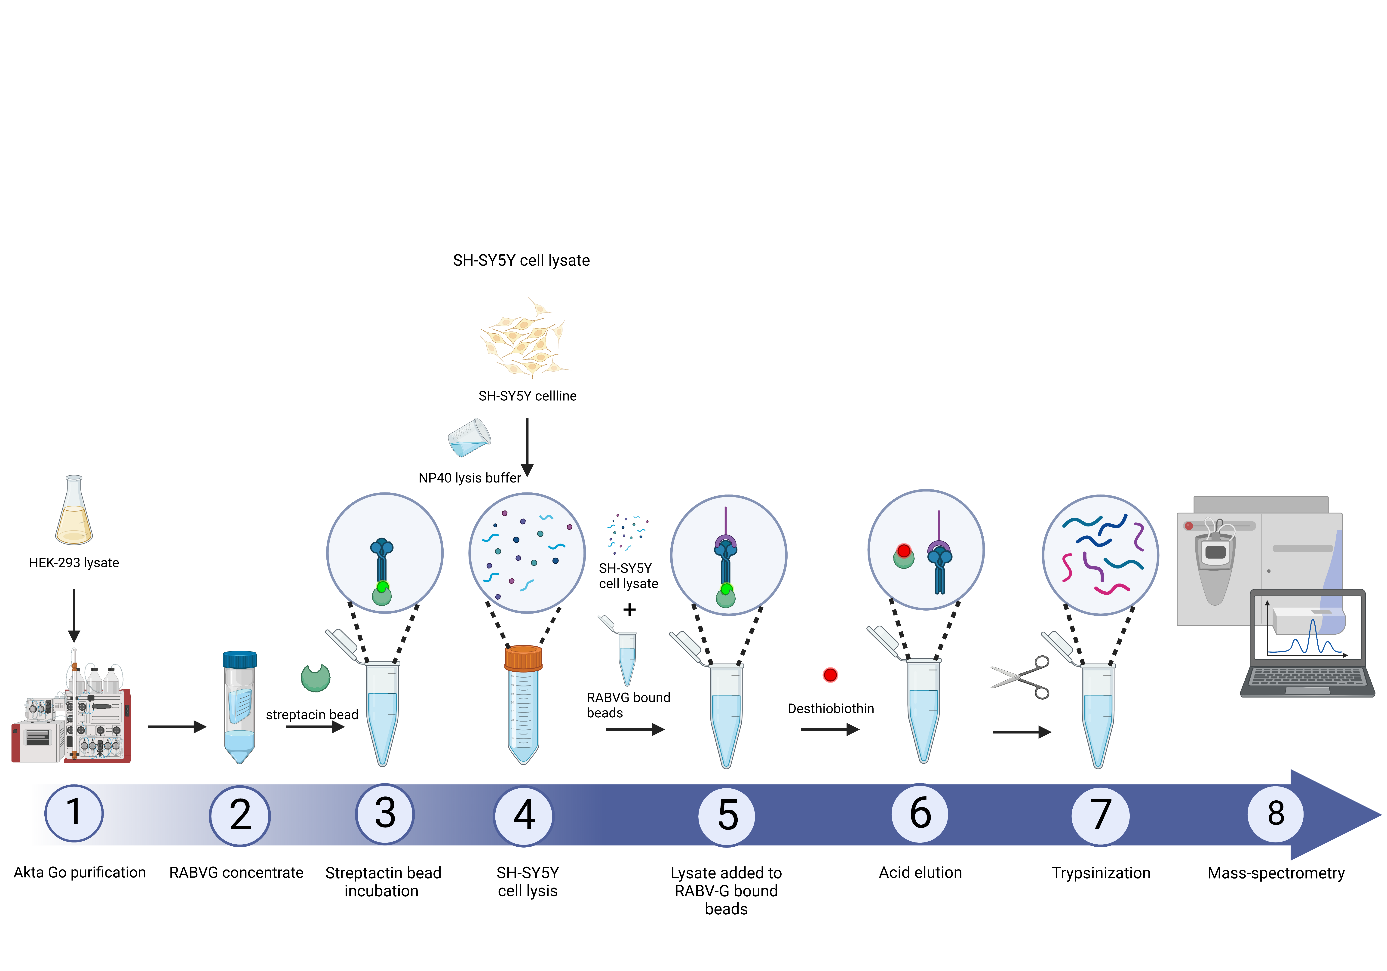 SH-SY5Y cell lysate
SH-SY5Y cellline
NP40 lysis buffer
HEK-293 lysate
SH-SY5Y
cell lysate
+
RABVG bound
beads
streptacin bead
Desthiobiothin
1
2
3
4
5
6
7
8
Akta Go purification
RABVG concentrate
Streptactin bead
incubation
SH-SY5Y
cell lysis
Lysate added to
RABV-G bound
beads
Acid elution
Trypsinization
Mass-spectrometry